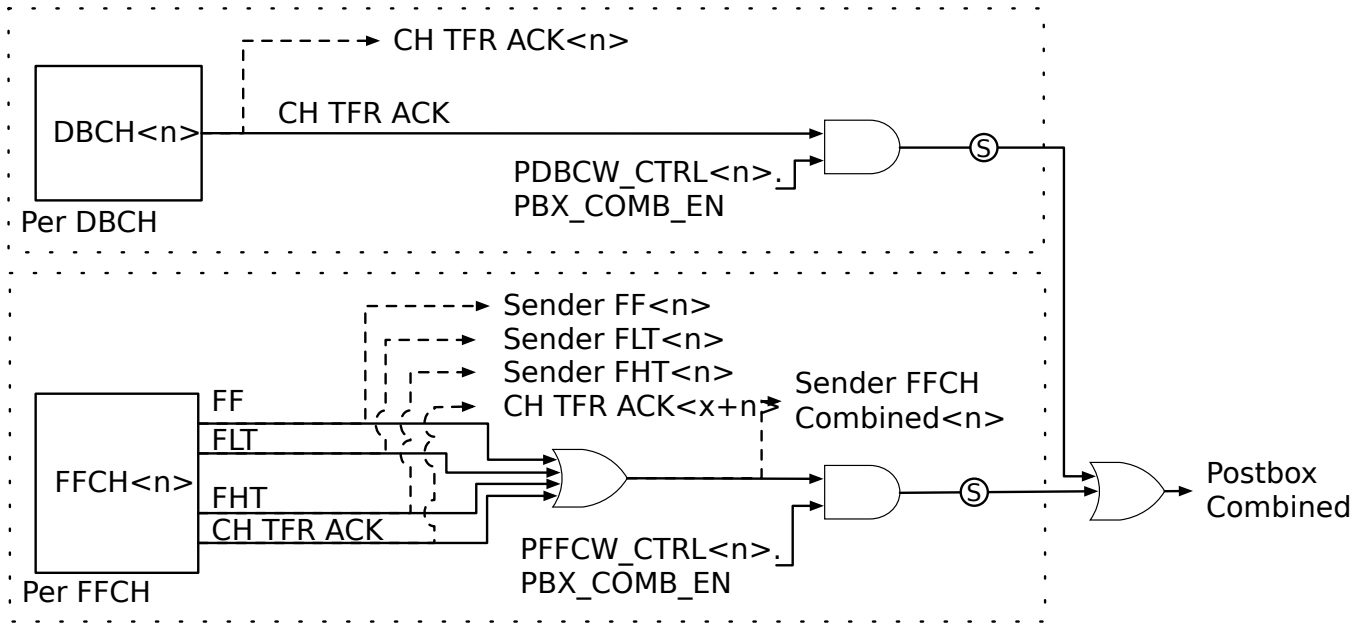 CH TFR ACK<n>
DBCH<n>
CH TFR ACK
S
PDBCW_CTRL<n>.
PBX_COMB_EN
Per DBCH
Sender FF<n>
Sender FLT<n>
Sender FHT<n>
CH TFR ACK<x+n>
Sender FFCH
Combined<n>
FF
FLT
FFCH<n>
FHT
CH TFR ACK
S
Postbox
Combined
PFFCW_CTRL<n>.
PBX_COMB_EN
Per FFCH